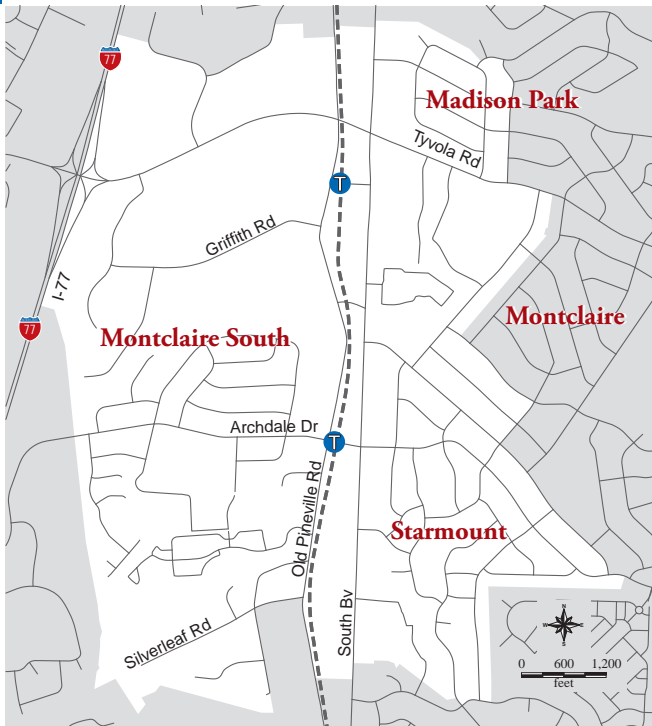 77
Madison Park
Tyvola Rd
T
Griffith Rd
I-77
77
Montclaire
Montclaire South
Archdale Dr
T
Old Pineville Rd
Starmount
South Bv
Silverleaf Rd
N
W E
S
0 600 1,200
feet